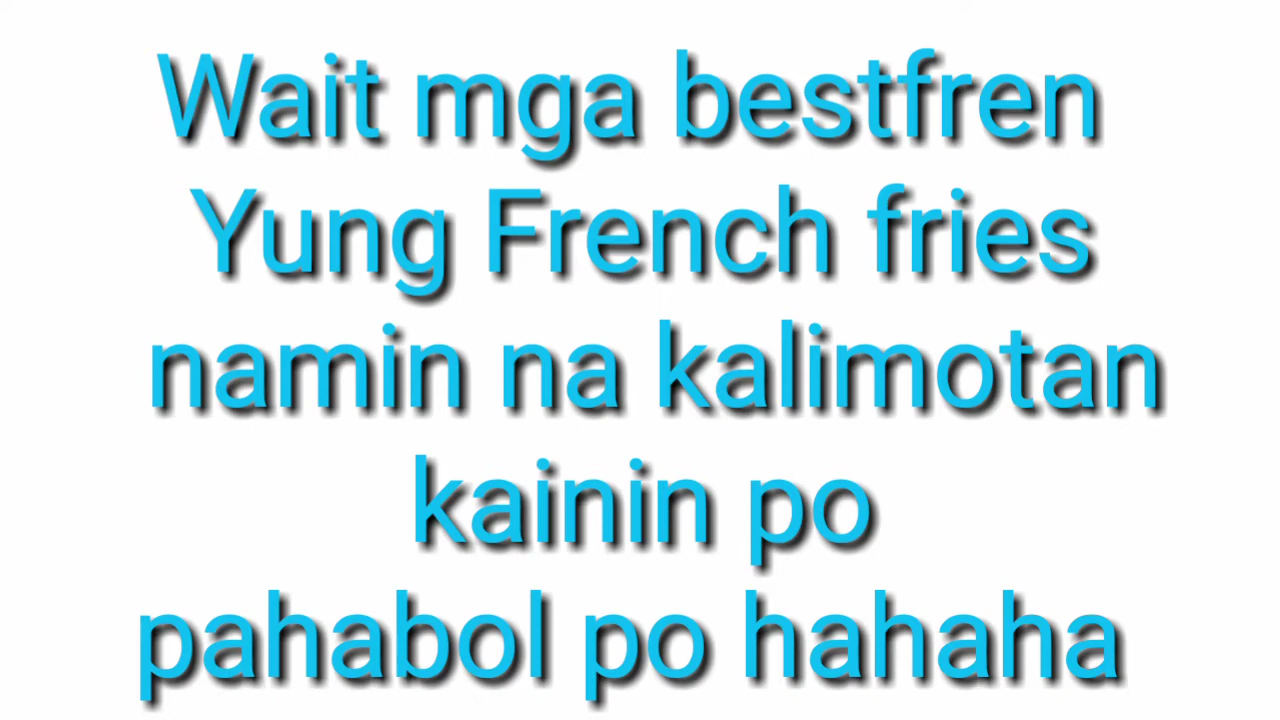 Wait mga bestfren
Yung French fries
namin na kalimotan
kainin po
pahabol po hahaha